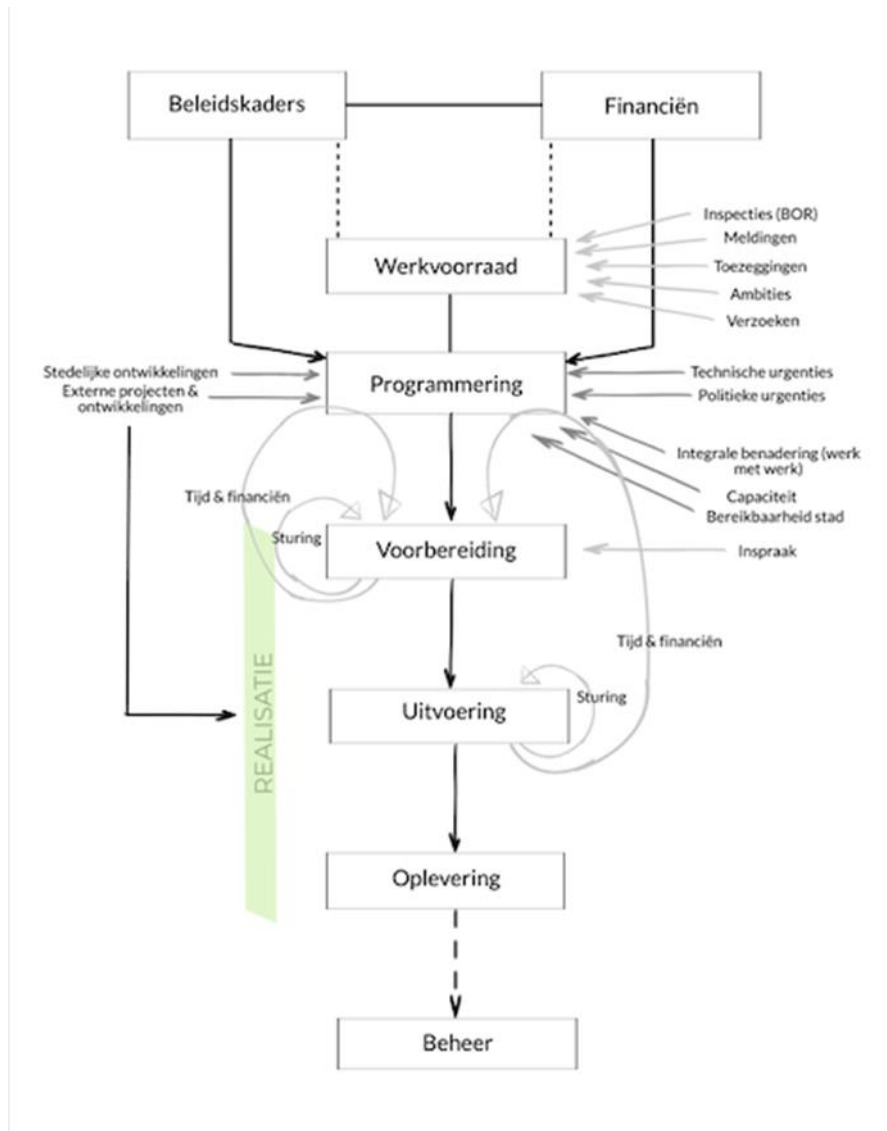 Beleidskaders
Financiën
Inspecties (BOR)
Meldingen
Werkvoorraad
Toezeggingen
Ambities
Verzoeken
Stedelijke ontwikkelingen
Externe projecten &
ontwikkelingen
Programmering
Technische urgenties
Politieke urgenties
Integrale benadering (werk
met werk)
Capaciteit
Bereikbaarheid stad
Tijd & financiën
Sturing
Voorbereiding
Inspraak
Tijd & financiën
REALISATIE
Uitvoering
Sturing
Oplevering
Beheer